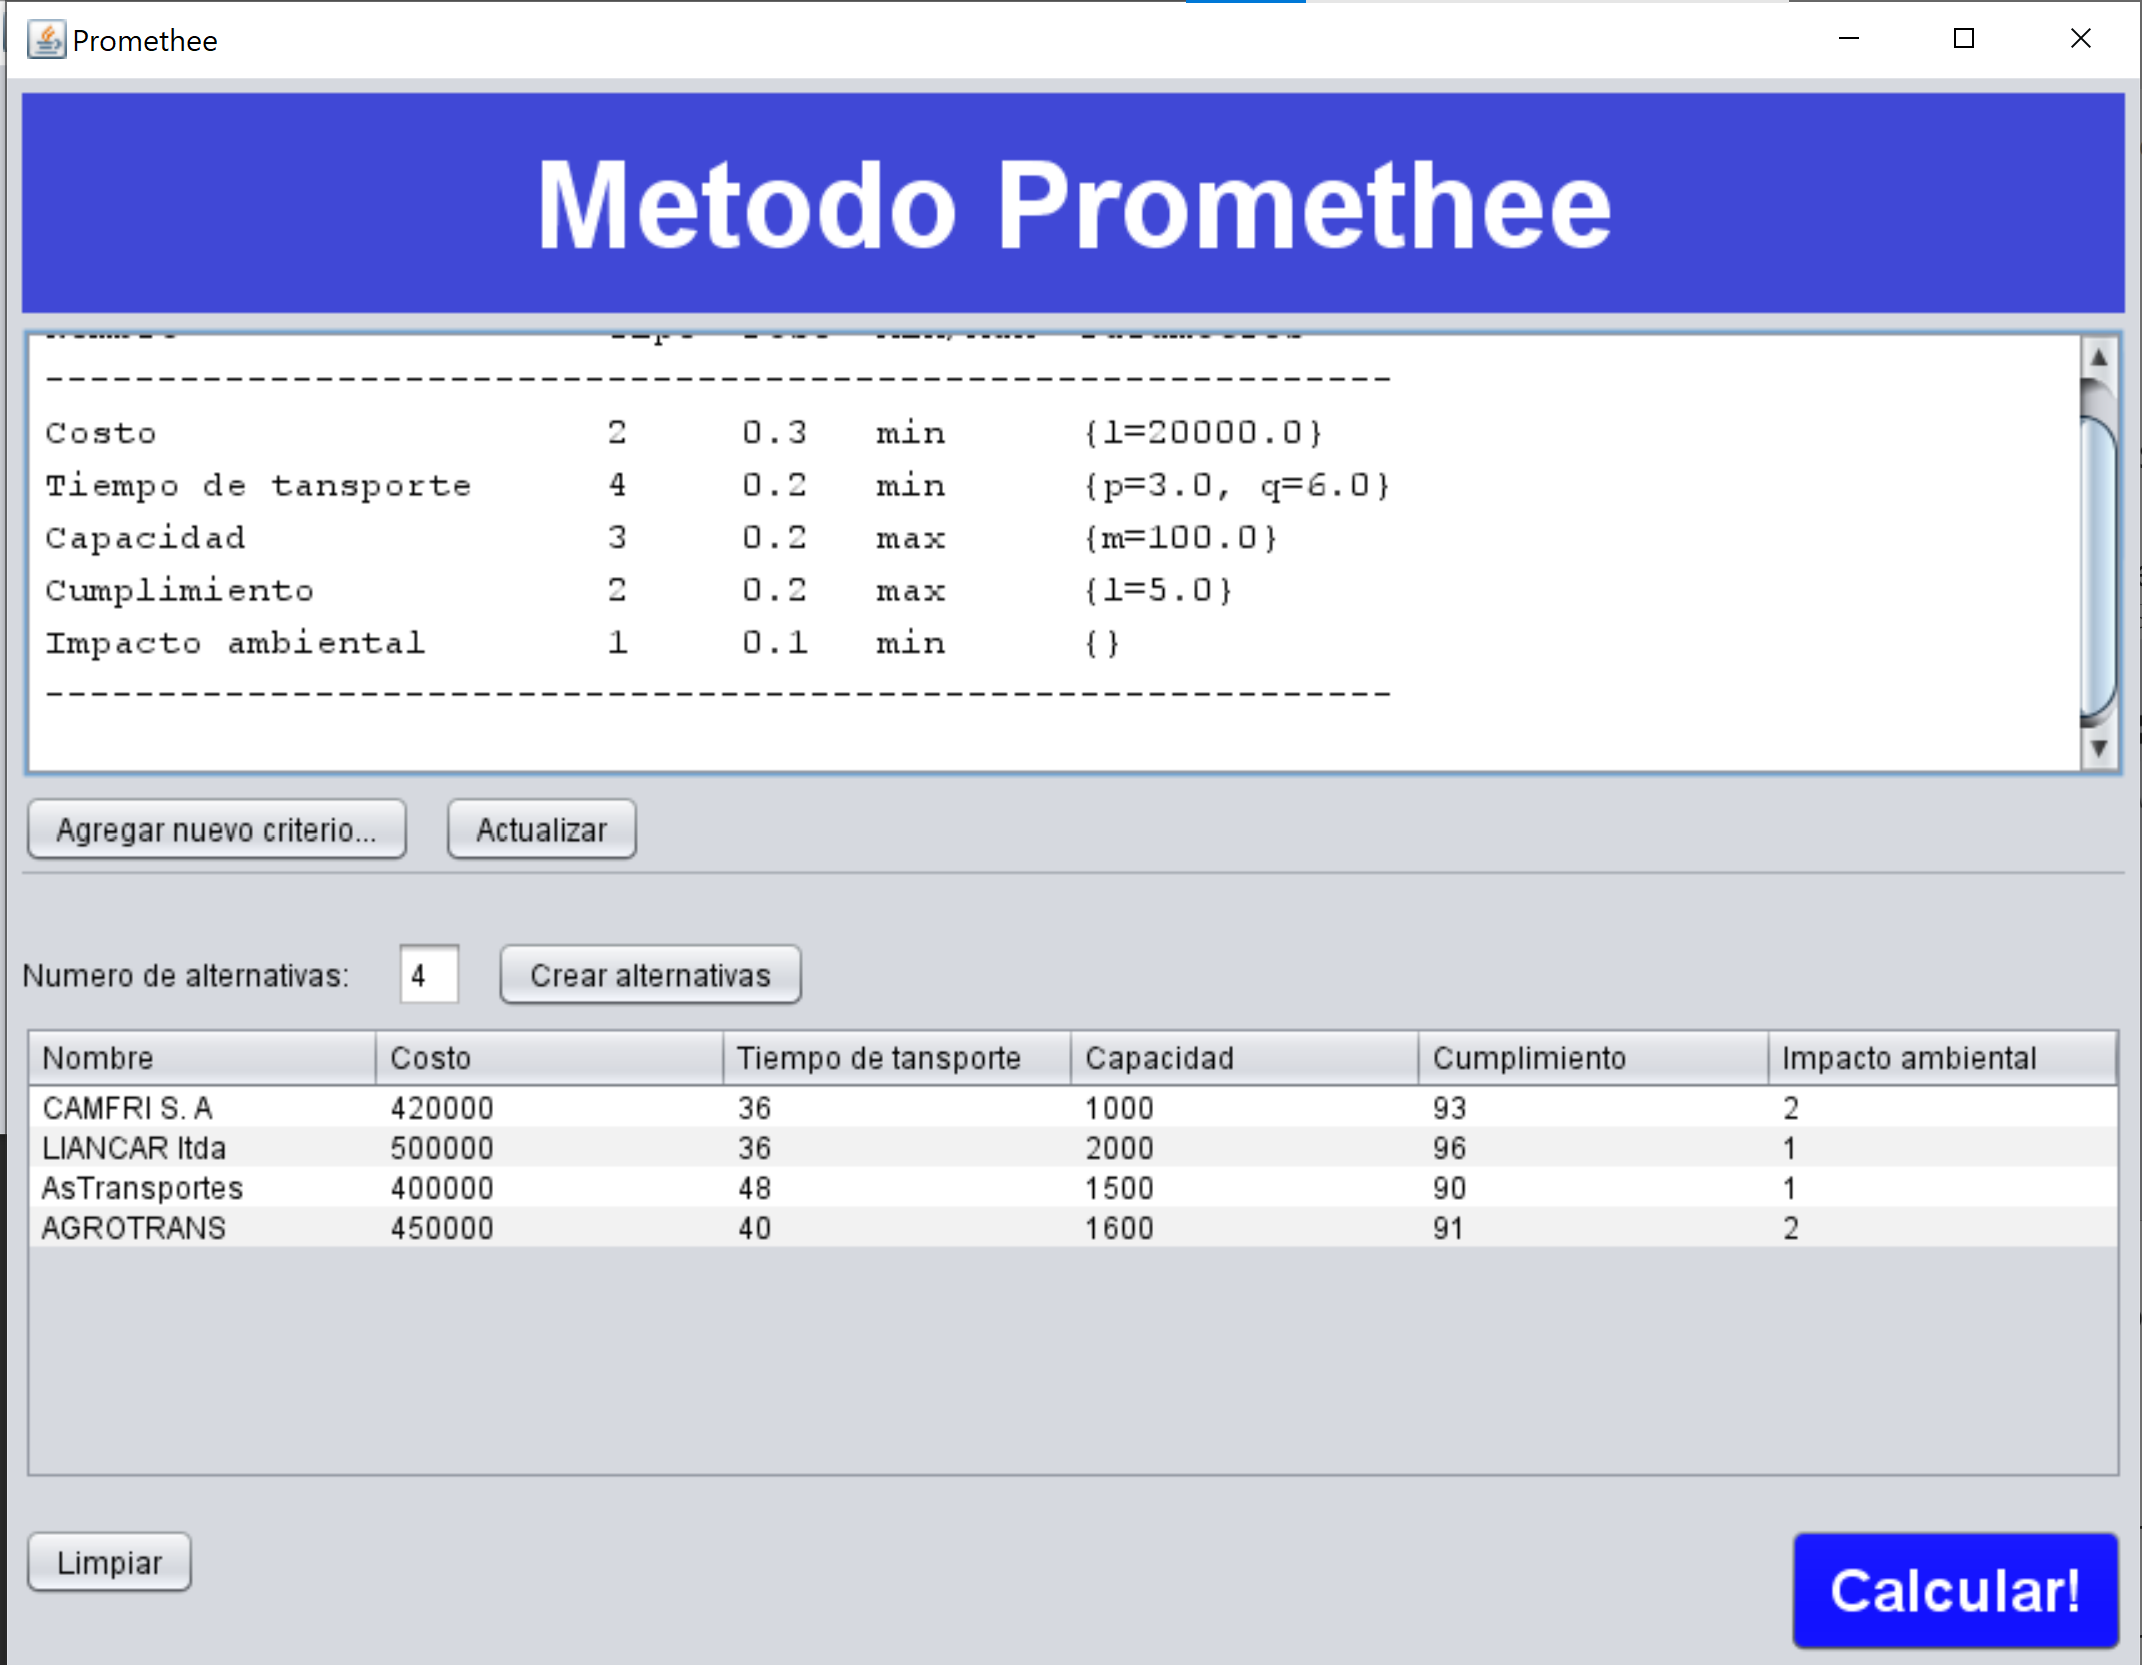 Promethee
Metodo Promethee
------------------------------------------------------------
Costo 2 0.3 min {l=20000.0}
Tiempo de tansporte 4 0.2 min {p=3.0, q=6.0}
Capacidad 3 0.2 max {m=100.0}
Cumplimiento 2 0.2 max {l=5.0}
Impacto ambiental 1 0.1 min {}
------------------------------------------------------------
Agregar nuevo criterio... Actualizar
Numero de alternativas: 4 Crear alternativas
Nombre Costo Tiempo de tansporte Capacidad Cumplimiento Impacto ambiental
CAMFRI S. A 420000 36 1000 93 2
LIANCAR ltda 500000 36 2000 96 1
AsTransportes 400000 48 1500 90 1
AGROTRANS 450000 40 1600 91 2
Limpiar
Calcular!